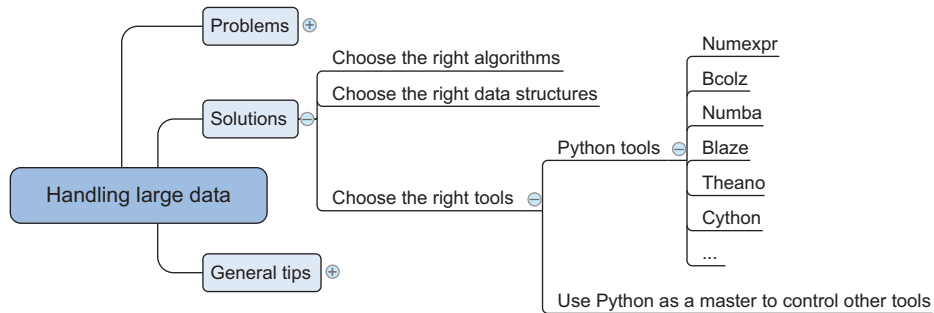 Problems
Solutions
Choose the right algorithms
Choose the right data structures
Choose the right tools
Python tools
Numexpr
Bcolz
Numba
Blaze
Theano
Cython
...
Use Python as a master to control other tools
Handling large data
General tips